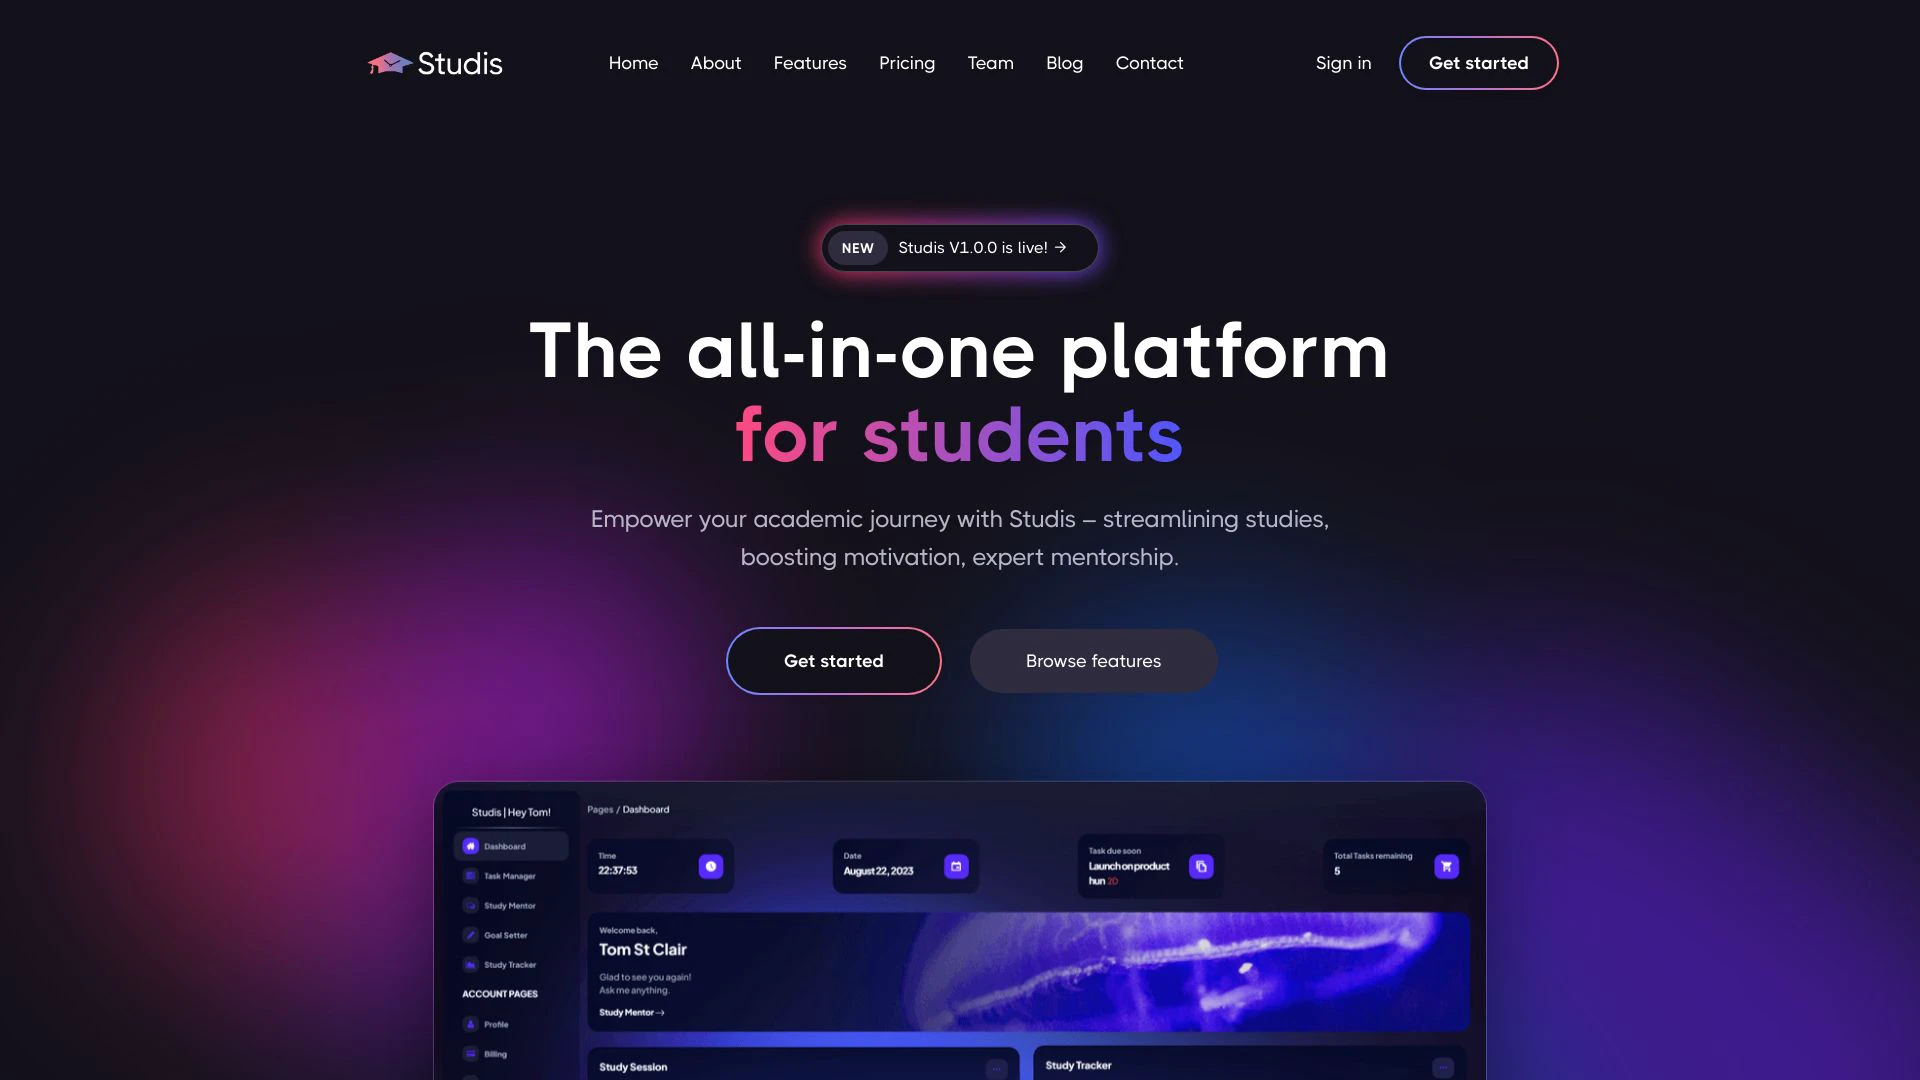 Studis
Home
About
Features
Pricing
Team
Blog
Contact
Sign in
Get started
NEW
Studis V1.0.0 is live! →
The all-in-one platform
for students
Empower your academic journey with Studis – streamlining studies,
boosting motivation, expert mentorship.
Get started
Browse features
Studis | Hey Tom!
Dashboard
Task Manager
Study Mentor
Goal Setter
Study Tracker
ACCOUNT PAGES
Profile
Billing
Pages / Dashboard
Time
22:37:53
Date
August 22, 2023
Task due soon
Launch on product
hun 2D
Total Tasks remaining
5
Welcome back,
Tom St Clair
Glad to see you again!
Ask me anything.
Study Mentor →
Study Session
Study Tracker